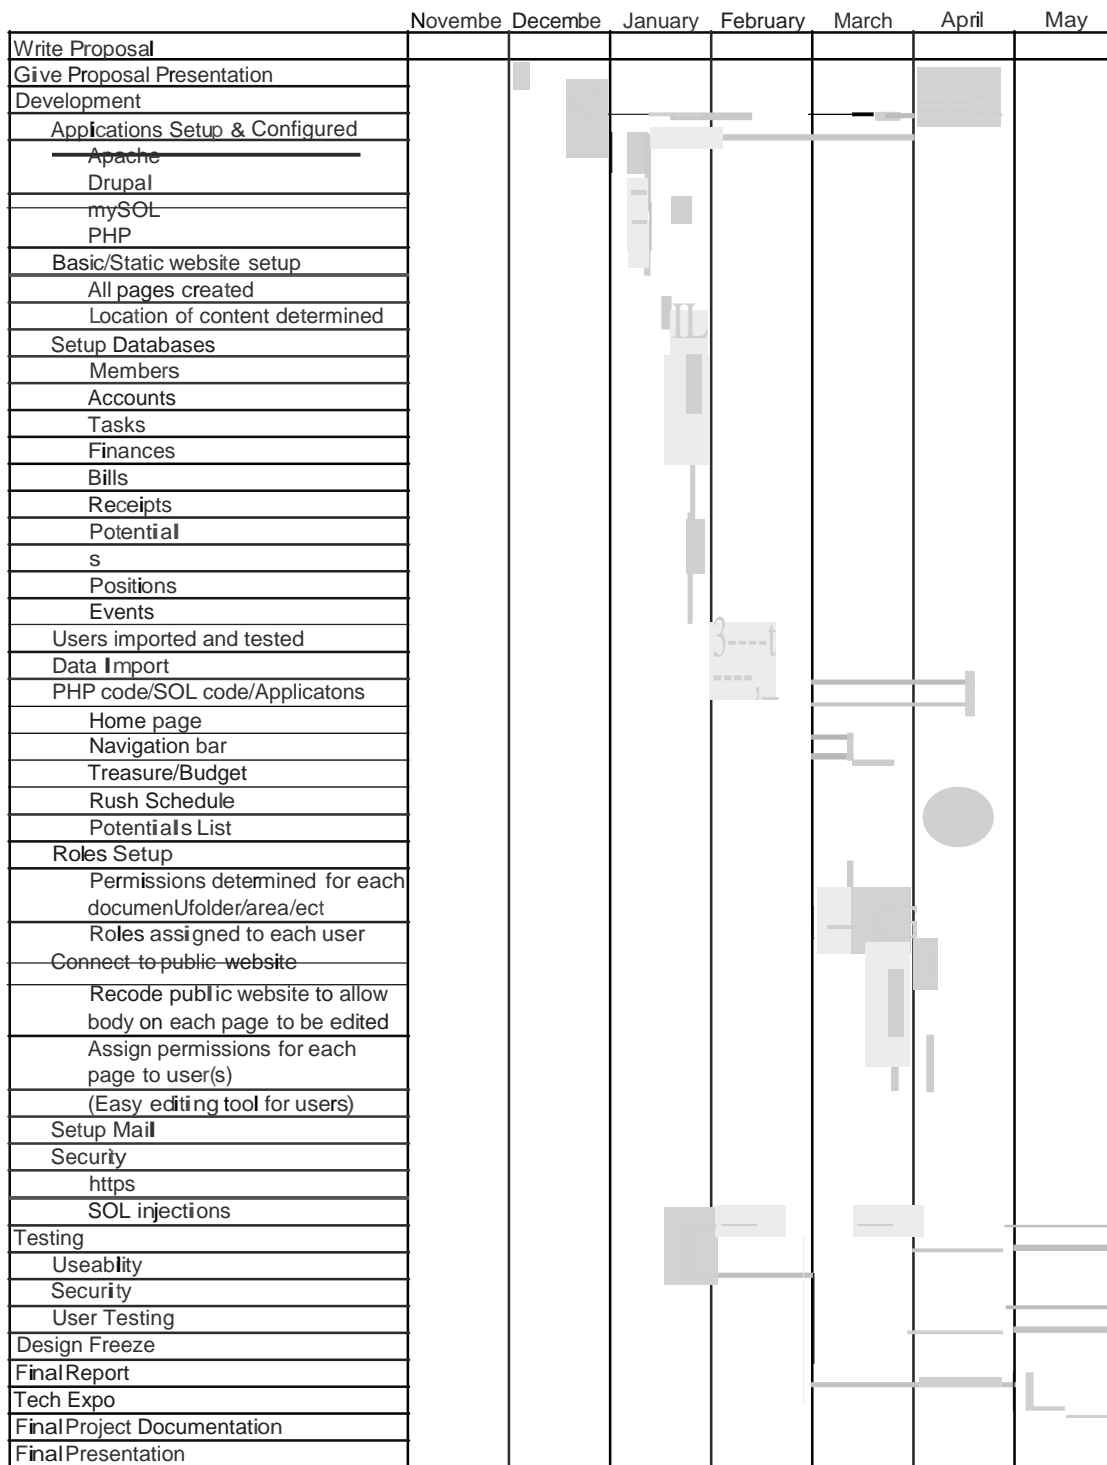 Novembe Decembe January February March April May
Write Proposal
Give Proposal Presentation
Development
Applications Setup & Configured
Apache
Drupal
mySOL
PHP
Basic/Static website setup
All pages created
Location of content determined
Setup Databases
Members
Accounts
Tasks
Finances
Bills
Receipts
Potential
s
Positions
Events
Users imported and tested
Data Import
PHP code/SOL code/Applicatons
Home page
Navigation bar
Treasure/Budget
Rush Schedule
Potentials List
Roles Setup
Permissions determined for each
documenUfolder/area/ect
Roles assigned to each user
Connect to public website
Recode public website to allow
body on each page to be edited
Assign permissions for each
page to user(s)
(Easy editing tool for users)
Setup Mail
Security
https
SOL injections
Testing
Useablity
Security
User Testing
Design Freeze
Final Report
Tech Expo
Final Project Documentation
Final Presentation